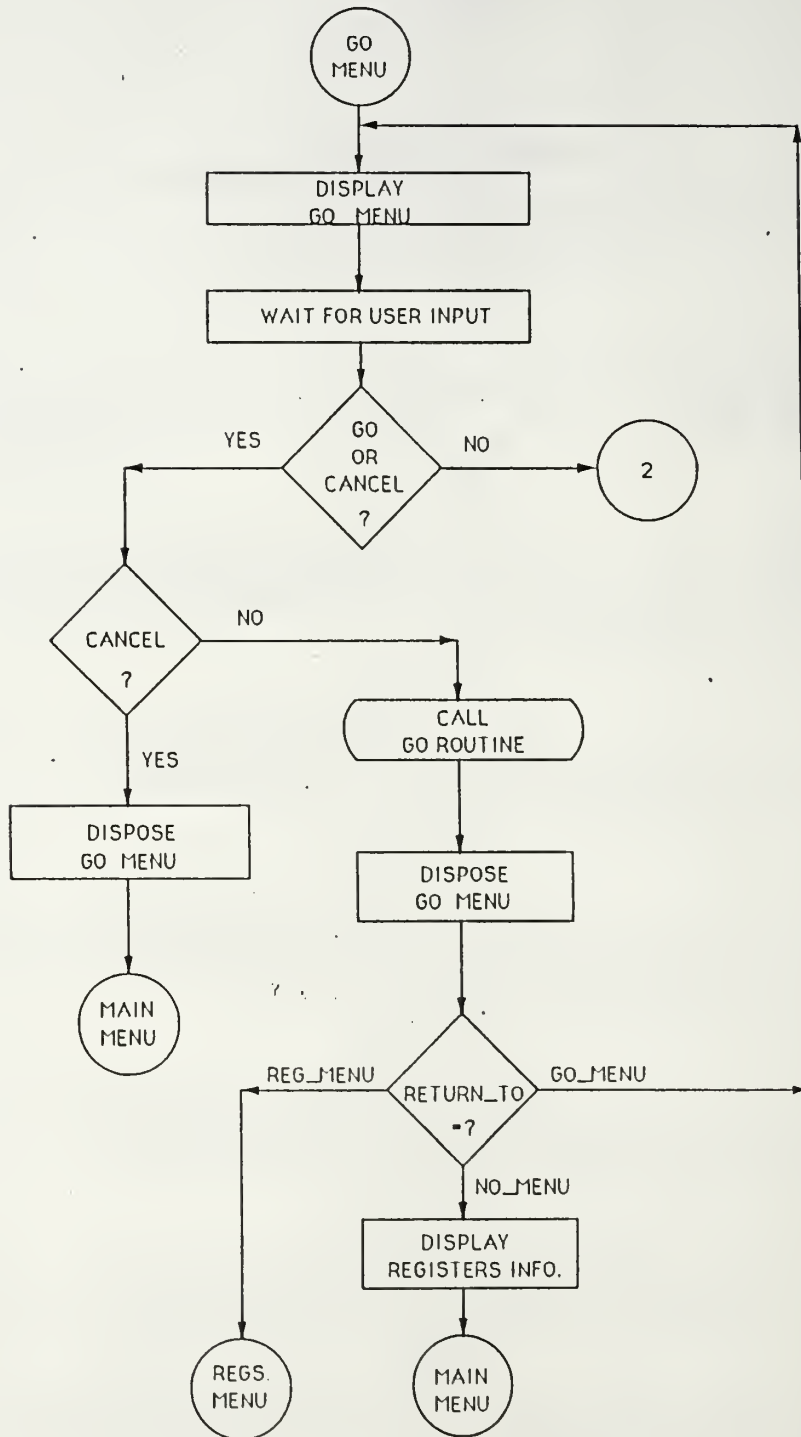 GO
MENU
DISPLAY
GO_MENU
WAIT FOR USER INPUT
YES
GO
OR
CANCEL
?
NO
2
CANCEL
?
NO
YES
CALL
GO ROUTINE
DISPOSE
GO MENU
DISPOSE
GO MENU
MAIN
MENU
REG_MENU
RETURN_TO
=?
GO_MENU
NO_MENU
DISPLAY
REGISTERS INFO.
REGS.
MENU
MAIN
MENU